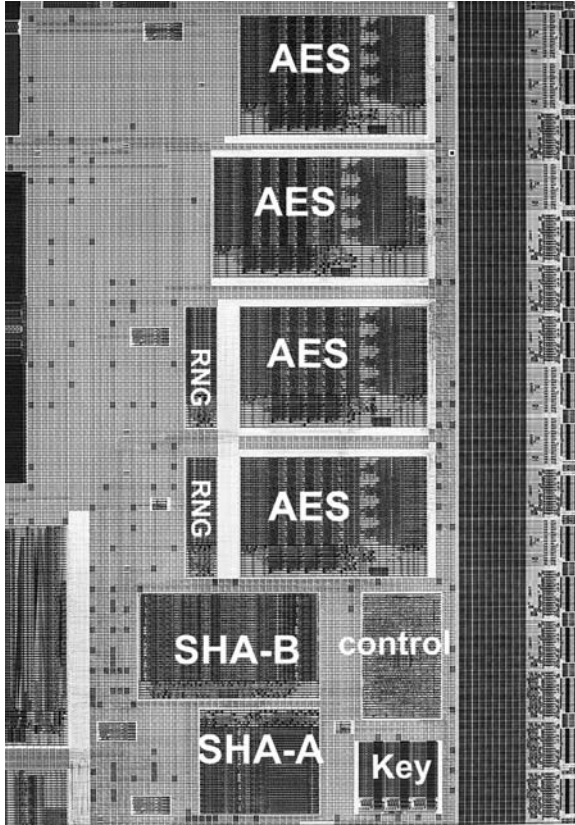 AES
AES
RNG
AES
RNG
AES
SHA-B
control
SHA-A
Key